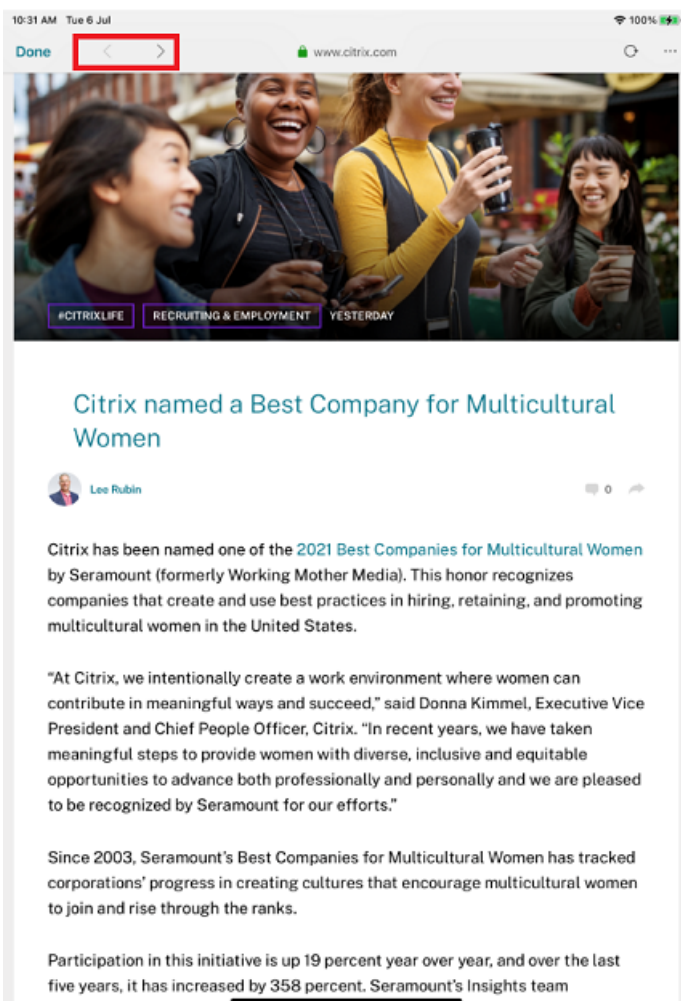 10:31 AM Tue 6 Jul
100%
Done
www.citrix.com
#CITRIXLIFE
RECRUITING & EMPLOYMENT
YESTERDAY
Citrix named a Best Company for Multicultural
Women
Lee Rubin
0
Citrix has been named one of the 2021 Best Companies for Multicultural Women
by Seramount (formerly Working Mother Media). This honor recognizes
companies that create and use best practices in hiring, retaining, and promoting
multicultural women in the United States.
“At Citrix, we intentionally create a work environment where women can
contribute in meaningful ways and succeed,” said Donna Kimmel, Executive Vice
President and Chief People Officer, Citrix. “In recent years, we have taken
meaningful steps to provide women with diverse, inclusive and equitable
opportunities to advance both professionally and personally and we are pleased
to be recognized by Seramount for our efforts.”
Since 2003, Seramount’s Best Companies for Multicultural Women has tracked
corporations’ progress in creating cultures that encourage multicultural women
to join and rise through the ranks.
Participation in this initiative is up 19 percent year over year, and over the last
five years, it has increased by 358 percent. Seramount’s Insights team